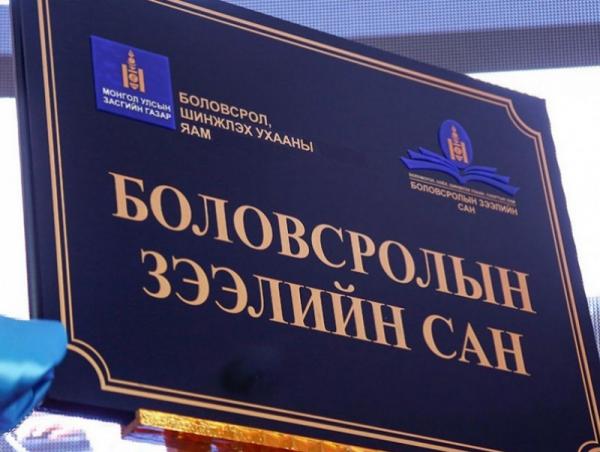 МОНГОЛ УЛСЫН
ЗАСГИЙН ГАЗАР
БОЛОВСРОЛ,
ШИНЖЛЭХ УХААНЫ
ЯАМ
БОЛОВСРОЛЫН ЗЭЭЛИЙН
САН
БОЛОВСРОЛЫН
ЗЭЭЛИЙН САН